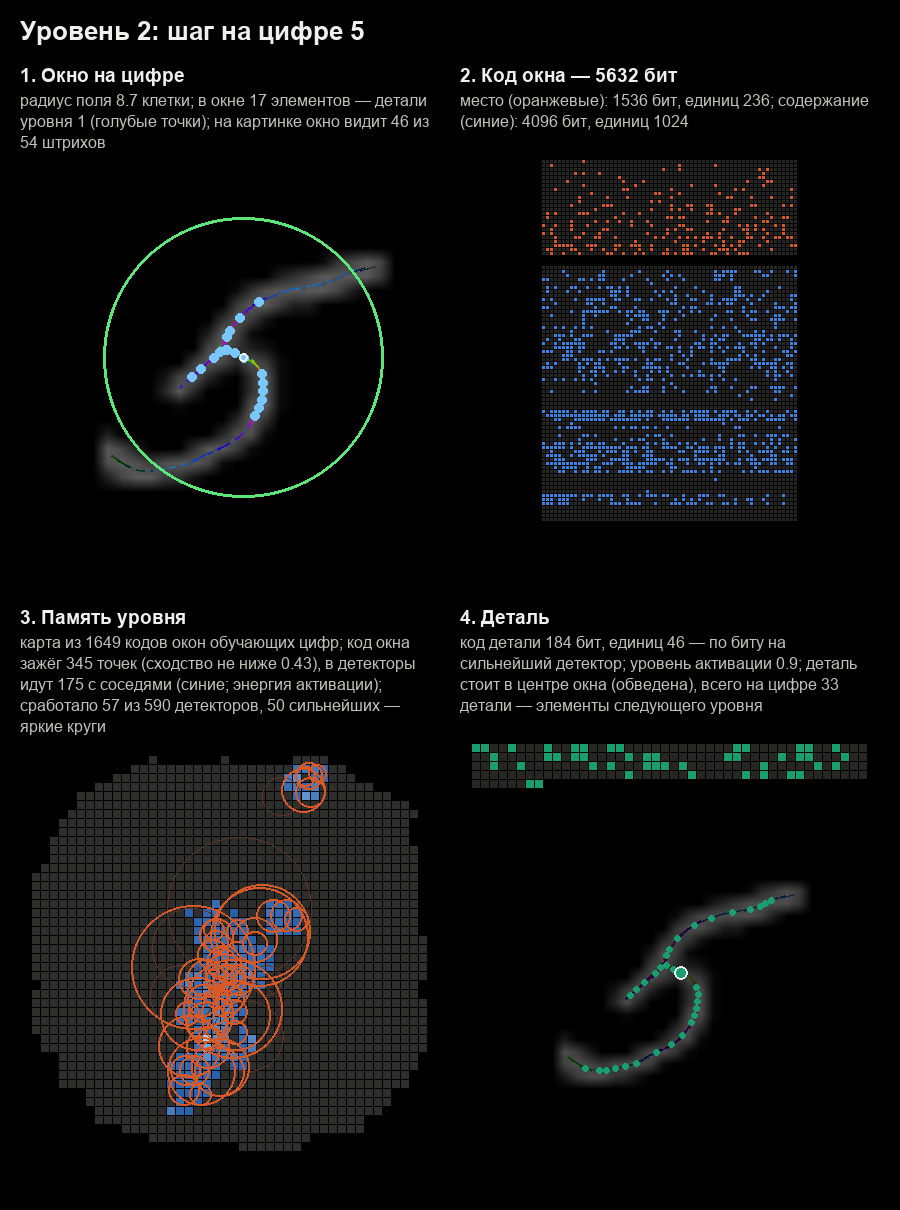 Уровень 2: шаг на цифре 5
1. Окно на цифре
радиус поля 8.7 клетки; в окне 17 элементов — детали
уровня 1 (голубые точки); на картинке окно видит 46 из
54 штрихов
2. Код окна — 5632 бит
место (оранжевые): 1536 бит, единиц 236; содержание
(синие): 4096 бит, единиц 1024
3. Память уровня
карта из 1649 кодов окон обучающих цифр; код окна
зажёг 345 точек (сходство не ниже 0.43), в детекторы
идут 175 с соседями (синие; энергия активации);
сработало 57 из 590 детекторов, 50 сильнейших —
яркие круги
4. Деталь
код детали 184 бит, единиц 46 — по биту на
сильнейший детектор; уровень активации 0.9; деталь
стоит в центре окна (обведена), всего на цифре 33
детали — элементы следующего уровня